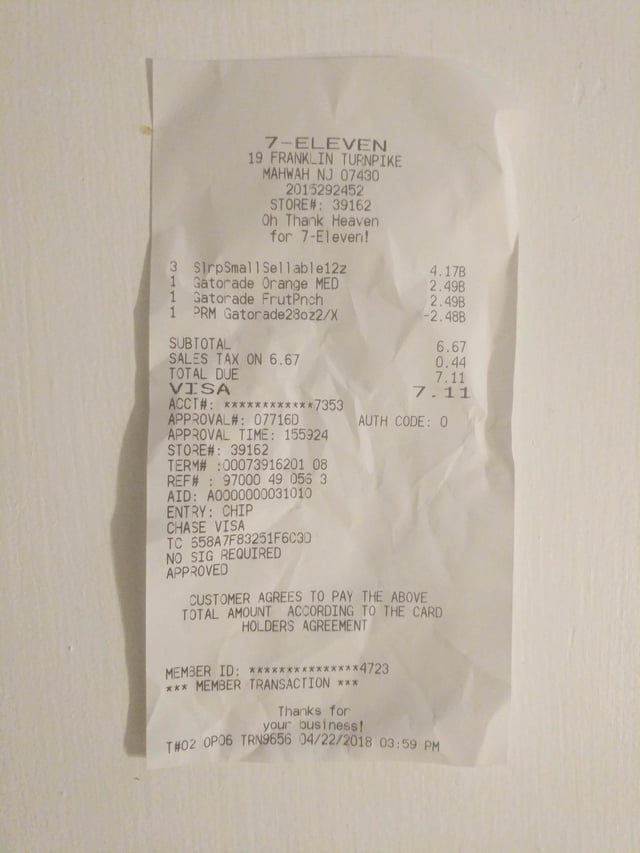 7-ELEVEN
19 FRANKLIN TURNPIKE
MAHWAH NJ 07430
2015292452
STORE#: 39162
Oh Thank Heaven
for 7-Eleven!
3 SlrpSmallSellable12z 4.17B
1 Gatorade Orange MED 2.49B
1 Gatorade FrutPnch 2.49B
1 PRM Gatorade28oz2/X -2.48B
SUBTOTAL 6.67
SALES TAX ON 6.67 0.44
TOTAL DUE 7.11
VISA 7.11
ACCT#: ************7353
APPROVAL#: 07716D AUTH CODE: 0
APPROVAL TIME: 155924
STORE#: 39162
TERM# :00073916201 08
REF# : 97000 49 056 3
AID: A0000000031010
ENTRY: CHIP
CHASE VISA
TC 658A7F83251F6C3D
NO SIG REQUIRED
APPROVED
CUSTOMER AGREES TO PAY THE ABOVE
TOTAL AMOUNT ACCORDING TO THE CARD
HOLDERS AGREEMENT
MEMBER ID: ***************4723
*** MEMBER TRANSACTION ***
Thanks for
your business!
T#02 OP06 TRN9656 04/22/2018 03:59 PM